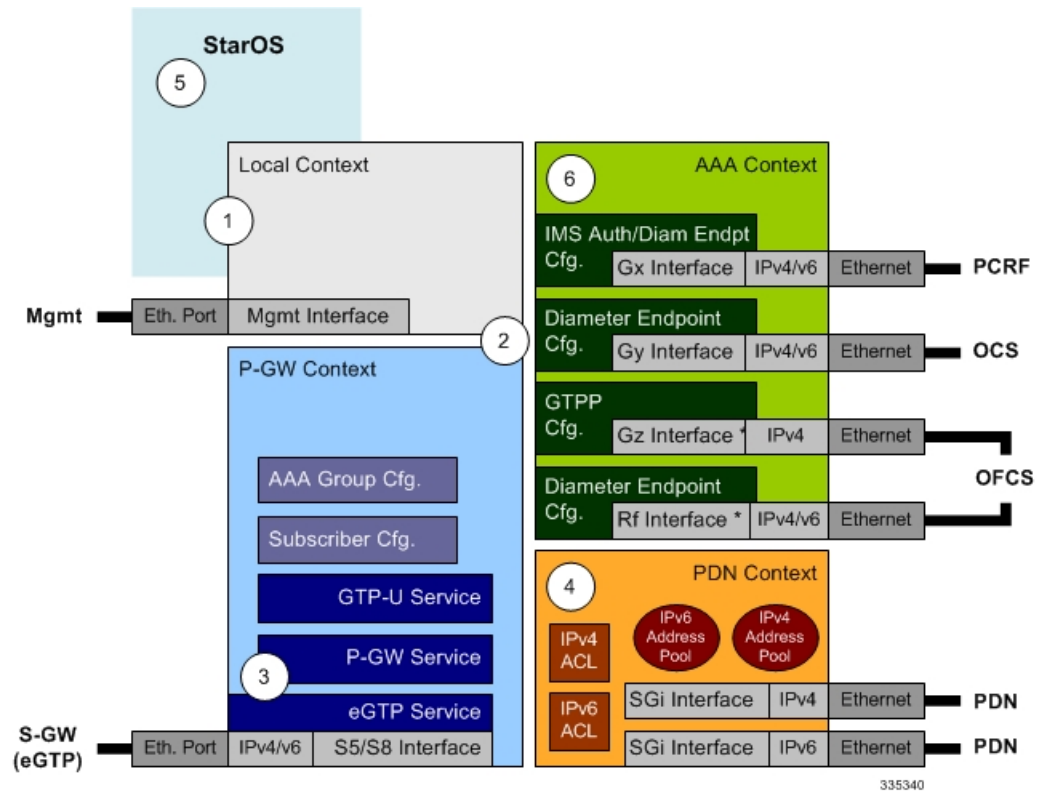 StarOS
5
Local Context
1
Mgmt
Eth. Port
Mgmt Interface
2
P-GW Context
AAA Group Cfg.
Subscriber Cfg.
GTP-U Service
P-GW Service
3
eGTP Service
S-GW
(eGTP)
Eth. Port
IPv4/v6
S5/S8 Interface
6
AAA Context
IMS Auth/Diam Endpt
Cfg.
Gx Interface
IPv4/v6
Ethernet
PCRF
Diameter Endpoint
Cfg.
Gy Interface
IPv4/v6
Ethernet
OCS
GTPP
Cfg.
Gz Interface *
IPv4
Ethernet
OFCS
Diameter Endpoint
Cfg.
Rf Interface *
IPv4/v6
Ethernet
4
PDN Context
IPv4
ACL
IPv6
Address
Pool
IPv4
Address
Pool
SGi Interface
IPv4
Ethernet
PDN
IPv6
ACL
SGi Interface
IPv6
Ethernet
PDN
335340